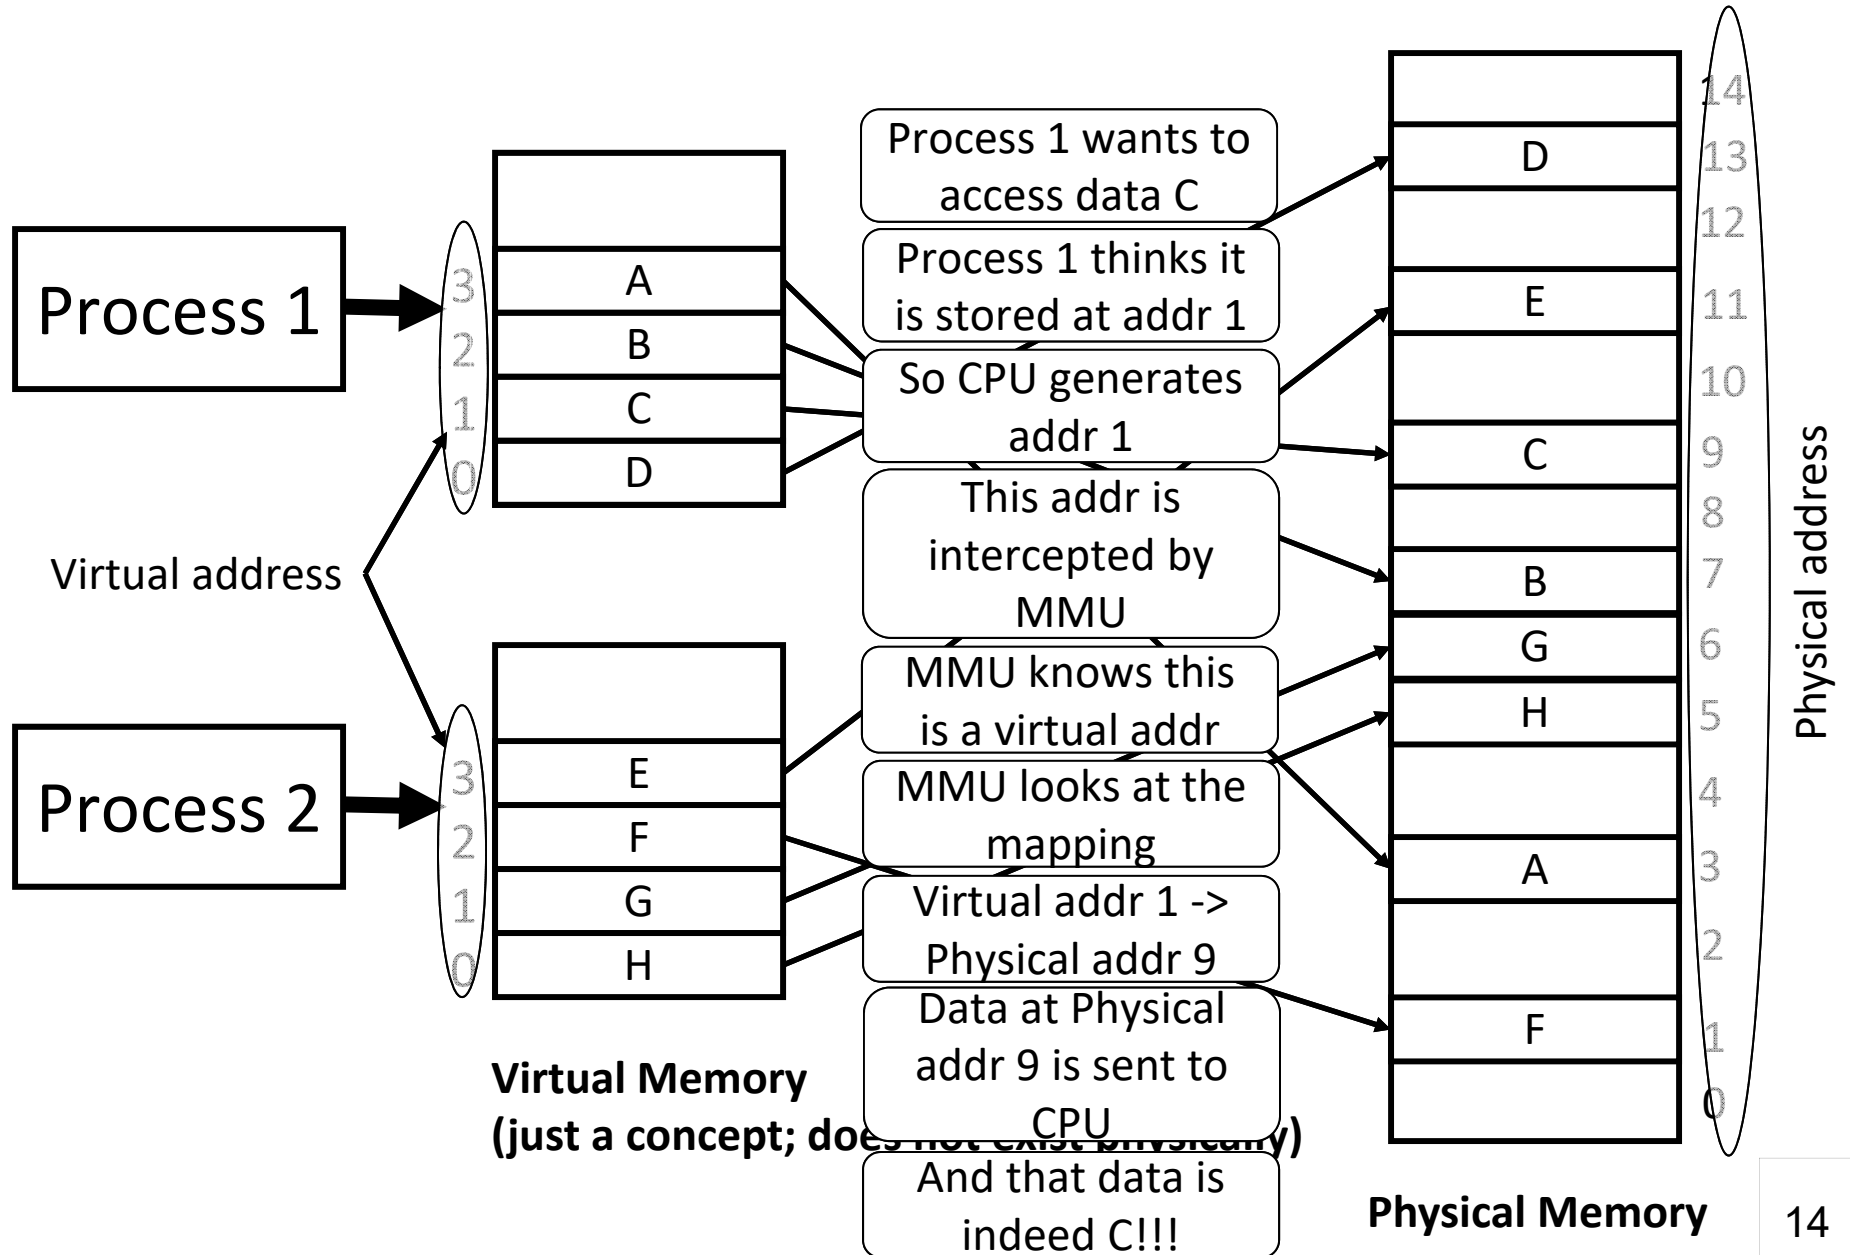 Process 1
3
2
1
0
A
B
C
D
Virtual address
Process 2
3
2
1
0
E
F
G
H
Virtual Memory
(just a concept; does not exist physically)
Process 1 wants to
access data C
Process 1 thinks it
is stored at addr 1
So CPU generates
addr 1
This addr is
intercepted by
MMU
MMU knows this
is a virtual addr
MMU looks at the
mapping
Virtual addr 1 ->
Physical addr 9
Data at Physical
addr 9 is sent to
CPU
And that data is
indeed C!!!
14
D
13
12
E
11
10
C
9
8
B
7
G
6
H
5
4
A
3
2
F
1
0
Physical address
Physical Memory
14